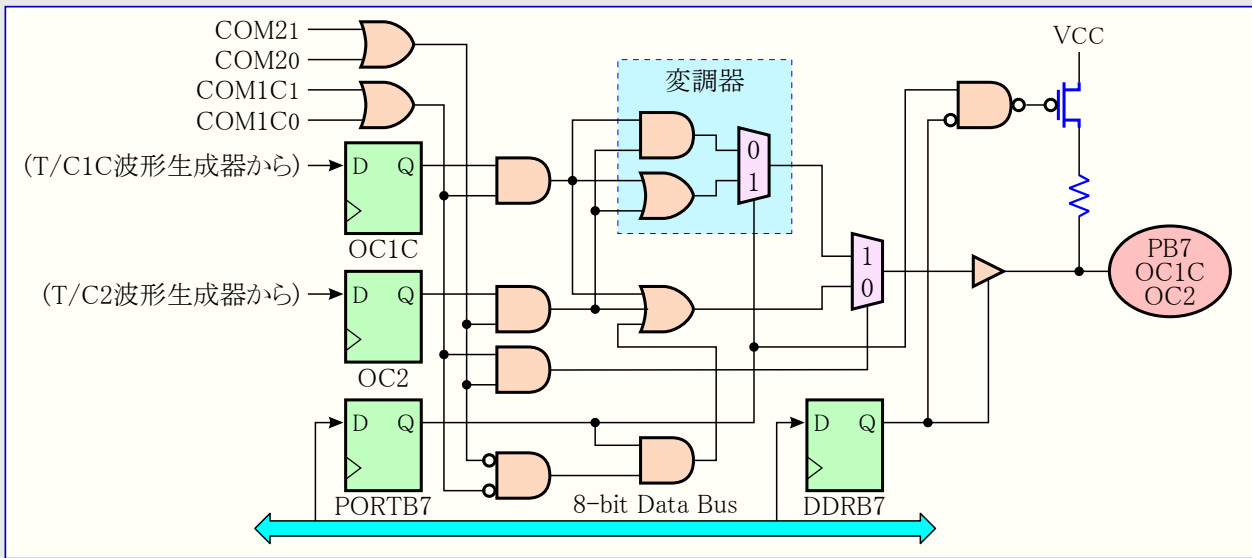 COM21
COM20
COM1C1
COM1C0
(T/C1C波形生成器から)
D Q
OC1C
(T/C2波形生成器から)
D Q
OC2
D Q
PORTB7
変調器
0
1
1
0
VCC
PB7
OC1C
OC2
D Q
DDRB7
8-bit Data Bus